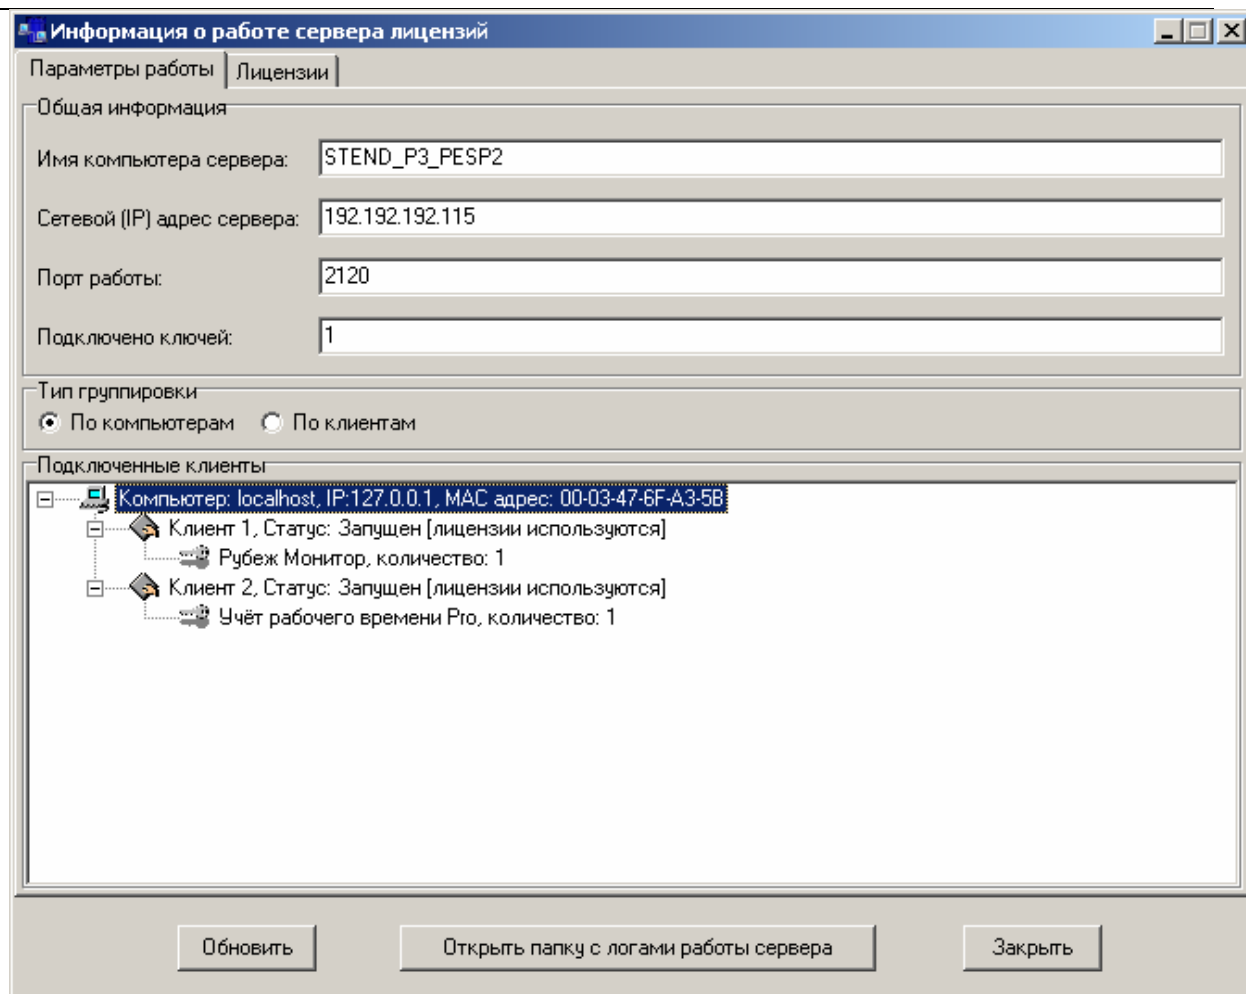 Информация о работе сервера лицензий
Параметры работы
Лицензии
Общая информация
Имя компьютера сервера:
STEND_P3_PESP2
Сетевой (IP) адрес сервера:
192.192.192.115
Порт работы:
2120
Подключено ключей:
1
Тип группировки
По компьютерам
По клиентам
Подключенные клиенты
Компьютер: localhost, IP:127.0.0.1, MAC адрес: 00-03-47-6F-A3-5B
Клиент 1, Статус: Запущен [лицензии используются]
Рубеж Монитор, количество: 1
Клиент 2, Статус: Запущен [лицензии используются]
Учёт рабочего времени Pro, количество: 1
Обновить
Открыть папку с логами работы сервера
Закрыть